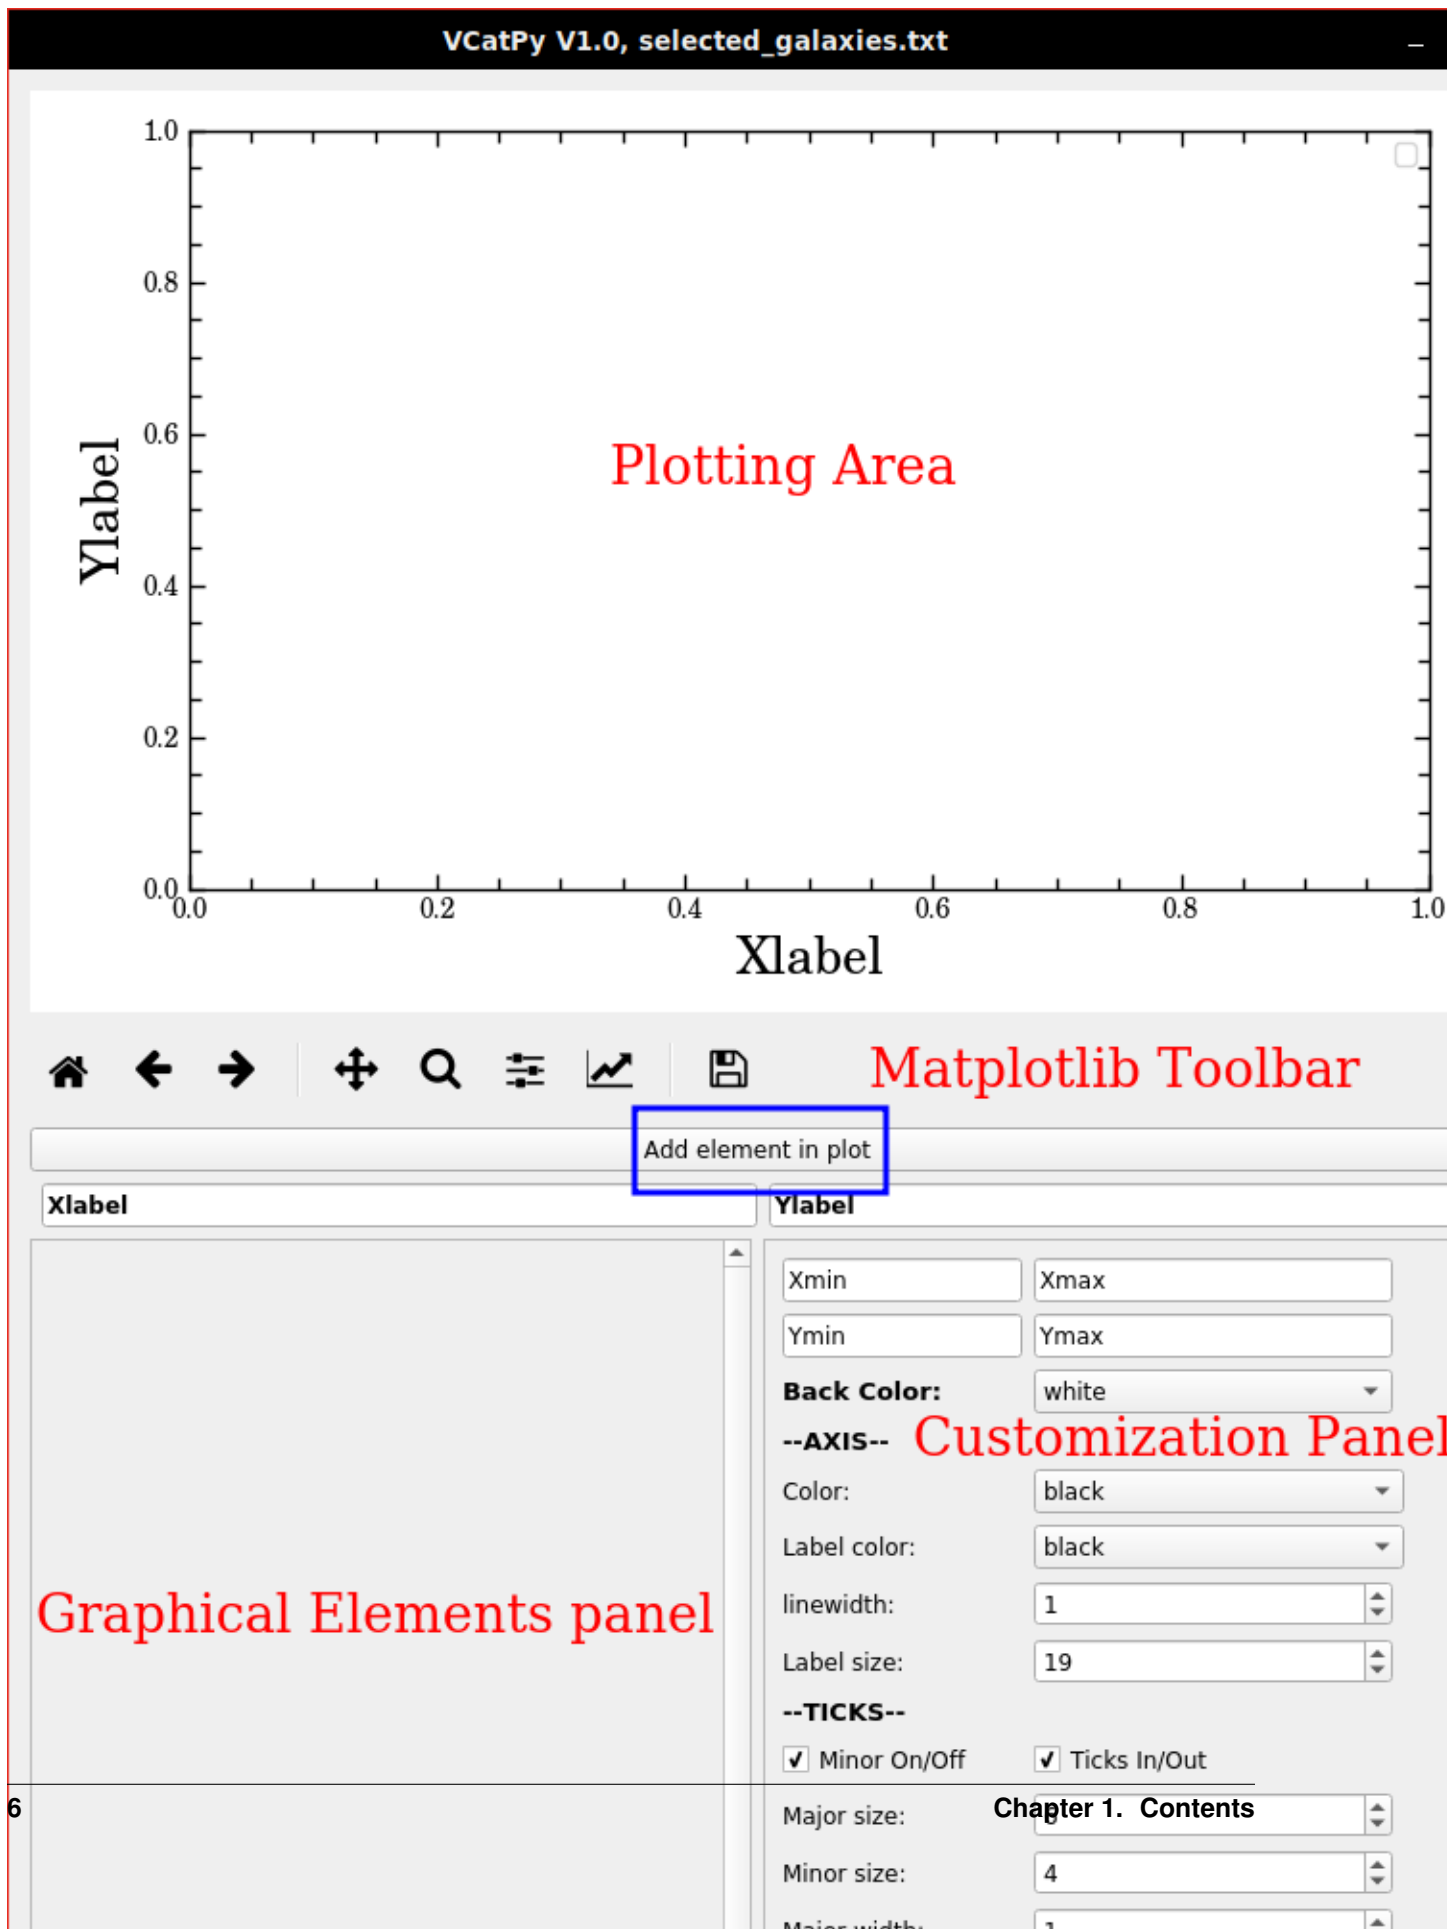 VCatPy V1.0, selected_galaxies.txt
1.0
0.8
0.6
0.4
0.2
0.0
Ylabel
Plotting Area
0.0 0.2 0.4 0.6 0.8 1.0
Xlabel
Matplotlib Toolbar
Add element in plot
Xlabel Ylabel
Xmin Xmax
Ymin Ymax
Back Color: white
--AXIS-- Customization Panel
Color: black
Label color: black
Graphical Elements panel
linewidth: 1
Label size: 19
--TICKS--
Minor On/Off Ticks In/Out
6 Chapter 1. Contents
Major size:
Minor size: 4
Major width: 1